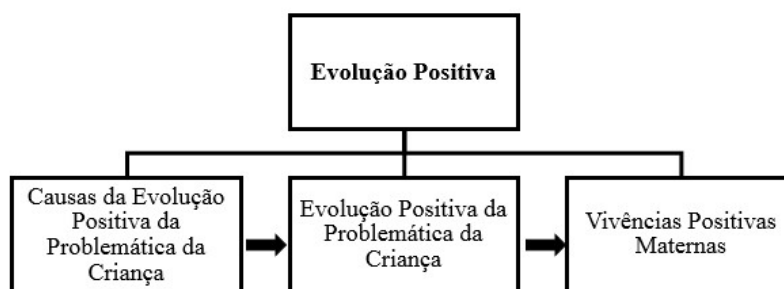 Evolução Positiva
Causas da Evolução
Positiva da
Problemática da
Criança
Evolução Positiva da
Problemática da
Criança
Vivências Positivas
Maternas